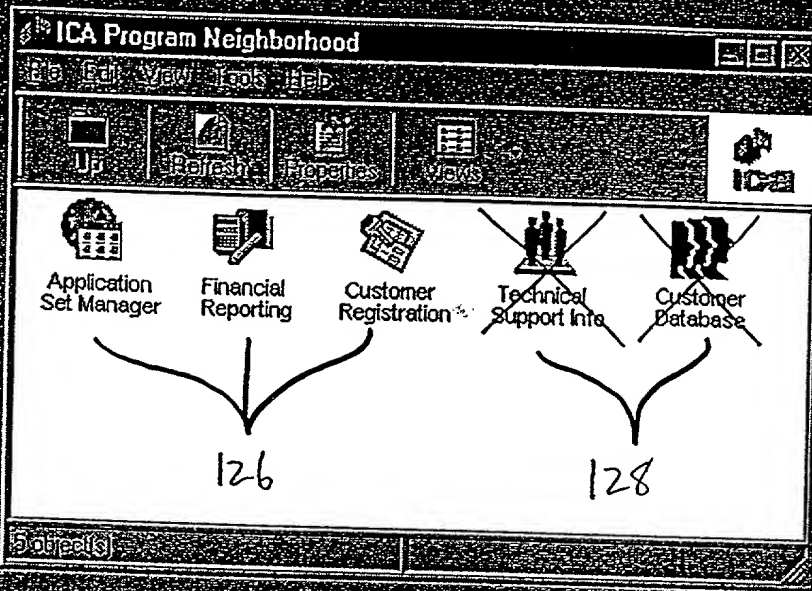 ICA Program Neighborhood
File Edit View Tools Help
Up Refresh Properties Views
ICA
Application
Set Manager
Financial
Reporting
Customer
Registration
Technical
Support Info
Customer
Database
126
128
5 object(s)